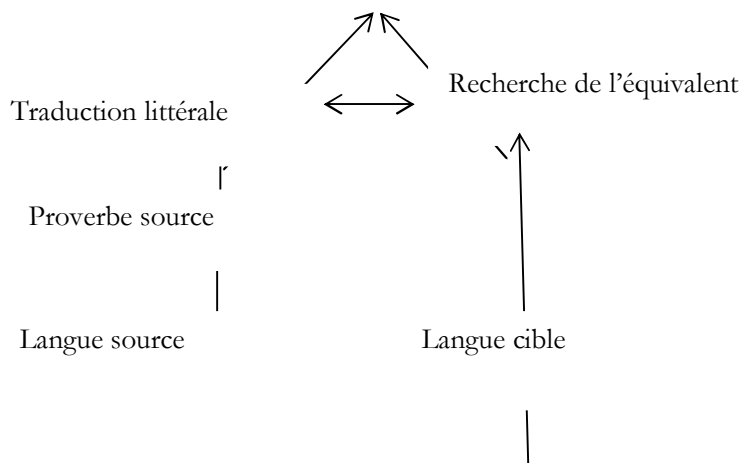 Recherche de l’équivalent
Traduction littérale
Proverbe source
Langue source
Langue cible